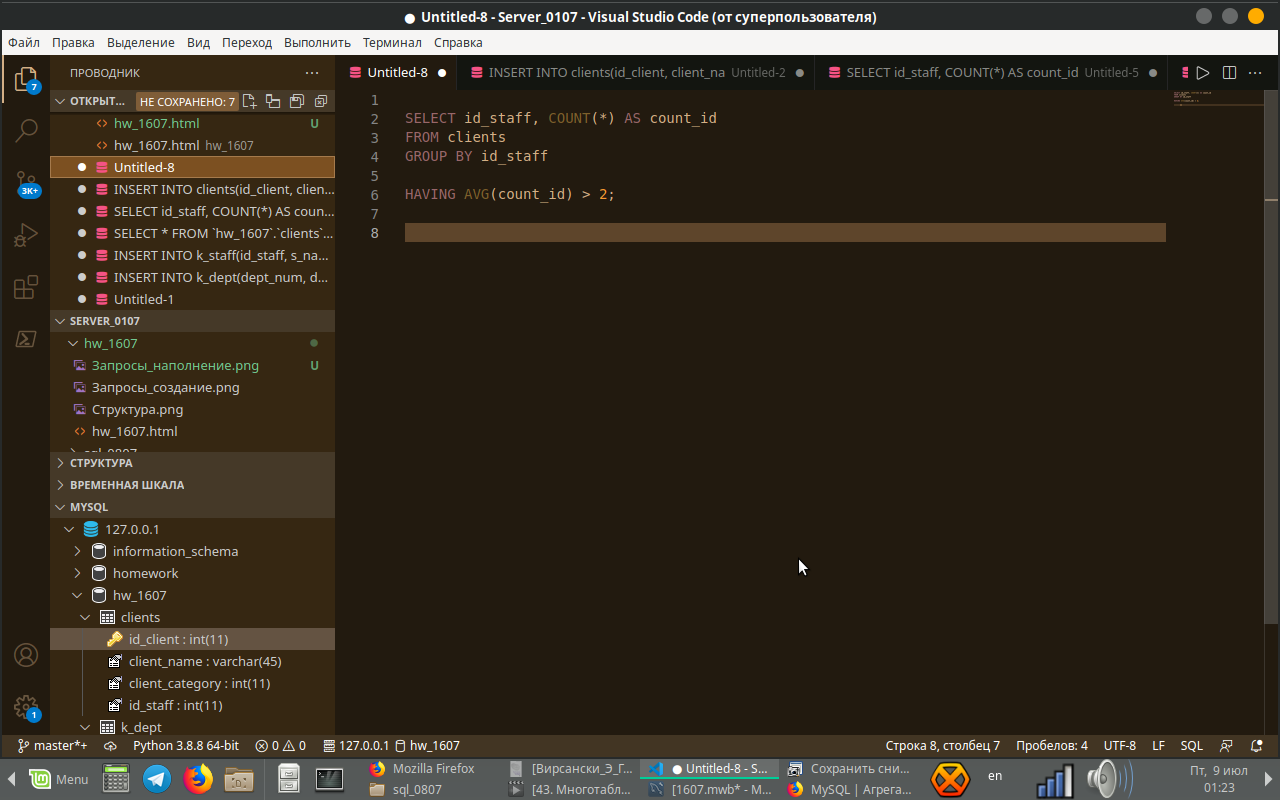 ● Untitled-8 - Server_0107 - Visual Studio Code (от суперпользователя)
Файл Правка Выделение Вид Переход Выполнить Терминал Справка
ПРОВОДНИК
Untitled-8
INSERT INTO clients(id_client, client_na Untitled-2
SELECT id_staff, COUNT(*) AS count_id Untitled-5
ОТКРЫТ... НЕ СОХРАНЕНО: 7
hw_1607.html U
hw_1607.html hw_1607
Untitled-8
INSERT INTO clients(id_client, clien...
SELECT id_staff, COUNT(*) AS coun...
SELECT * FROM `hw_1607`.`clients`...
INSERT INTO k_staff(id_staff, s_na...
INSERT INTO k_dept(dept_num, d...
Untitled-1
SERVER_0107
hw_1607
Запросы_наполнение.png U
Запросы_создание.png
Структура.png
hw_1607.html
СТРУКТУРА
ВРЕМЕННАЯ ШКАЛА
MYSQL
127.0.0.1
information_schema
homework
hw_1607
clients
id_client : int(11)
client_name : varchar(45)
client_category : int(11)
id_staff : int(11)
k_dept
7
3K+
1
1
2 SELECT id_staff, COUNT(*) AS count_id
3 FROM clients
4 GROUP BY id_staff
5
6 HAVING AVG(count_id) > 2;
7
8
master*+ Python 3.8.8 64-bit 0 0 127.0.0.1 hw_1607
Строка 8, столбец 7 Пробелов: 4 UTF-8 LF SQL
Menu
Mozilla Firefox
sql_0807
[Вирсански_Э_Г...
[43. Многотабл...
● Untitled-8 - S...
[1607.mwb* - M...
Сохранить сни...
MySQL | Агрега...
en
Пт, 9 июл
01:23